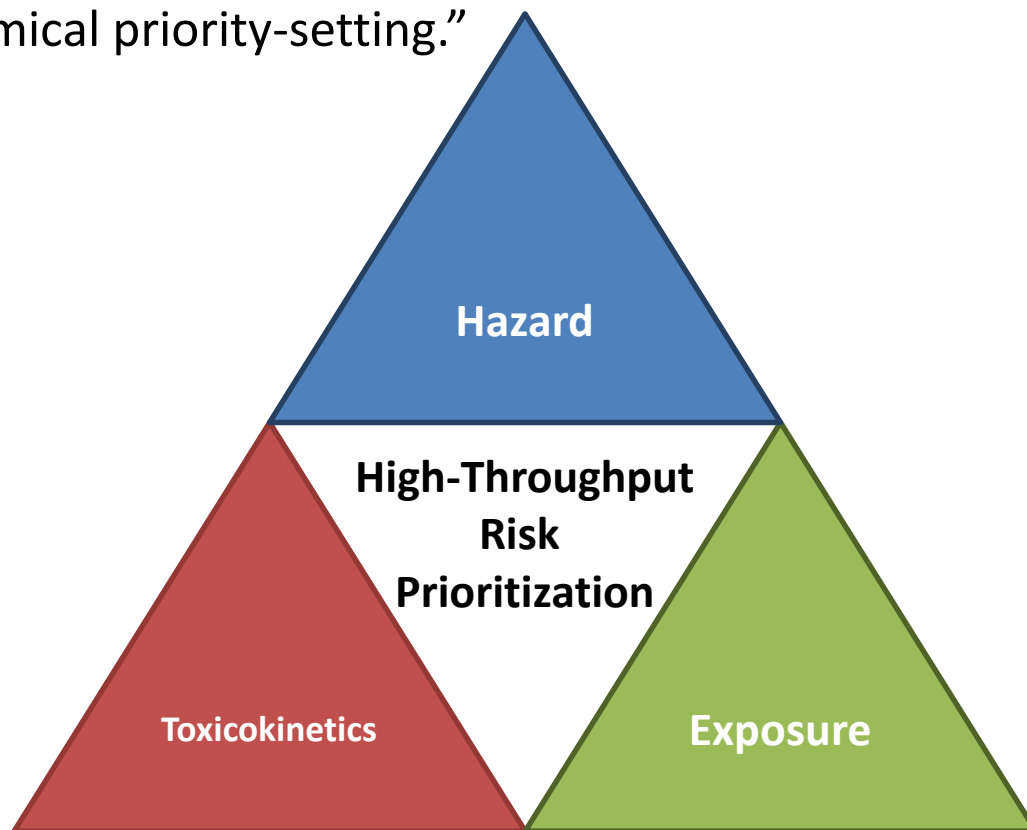 mical priority-setting.”
Hazard
High-Throughput
Risk
Prioritization
Toxicokinetics
Exposure